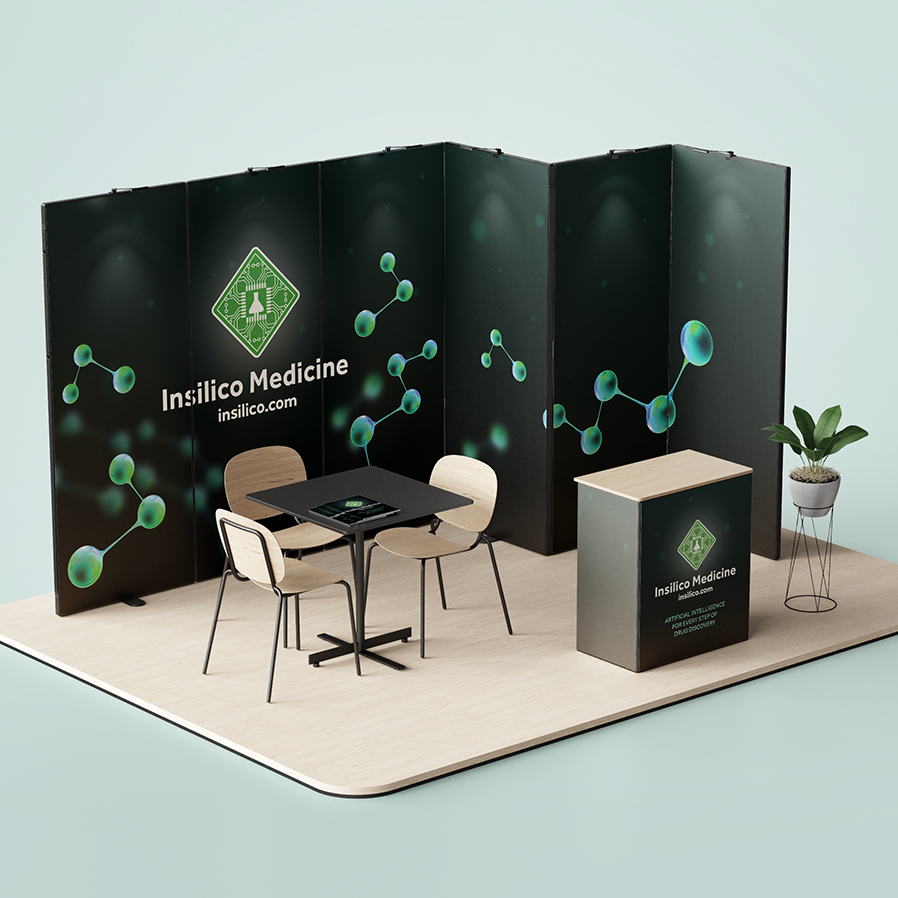 Insilico Medicine
insilico.com
Insilico Medicine
insilico.com
ARTIFICIAL INTELLIGENCE
FOR EVERY STEP OF
DRUG DISCOVERY